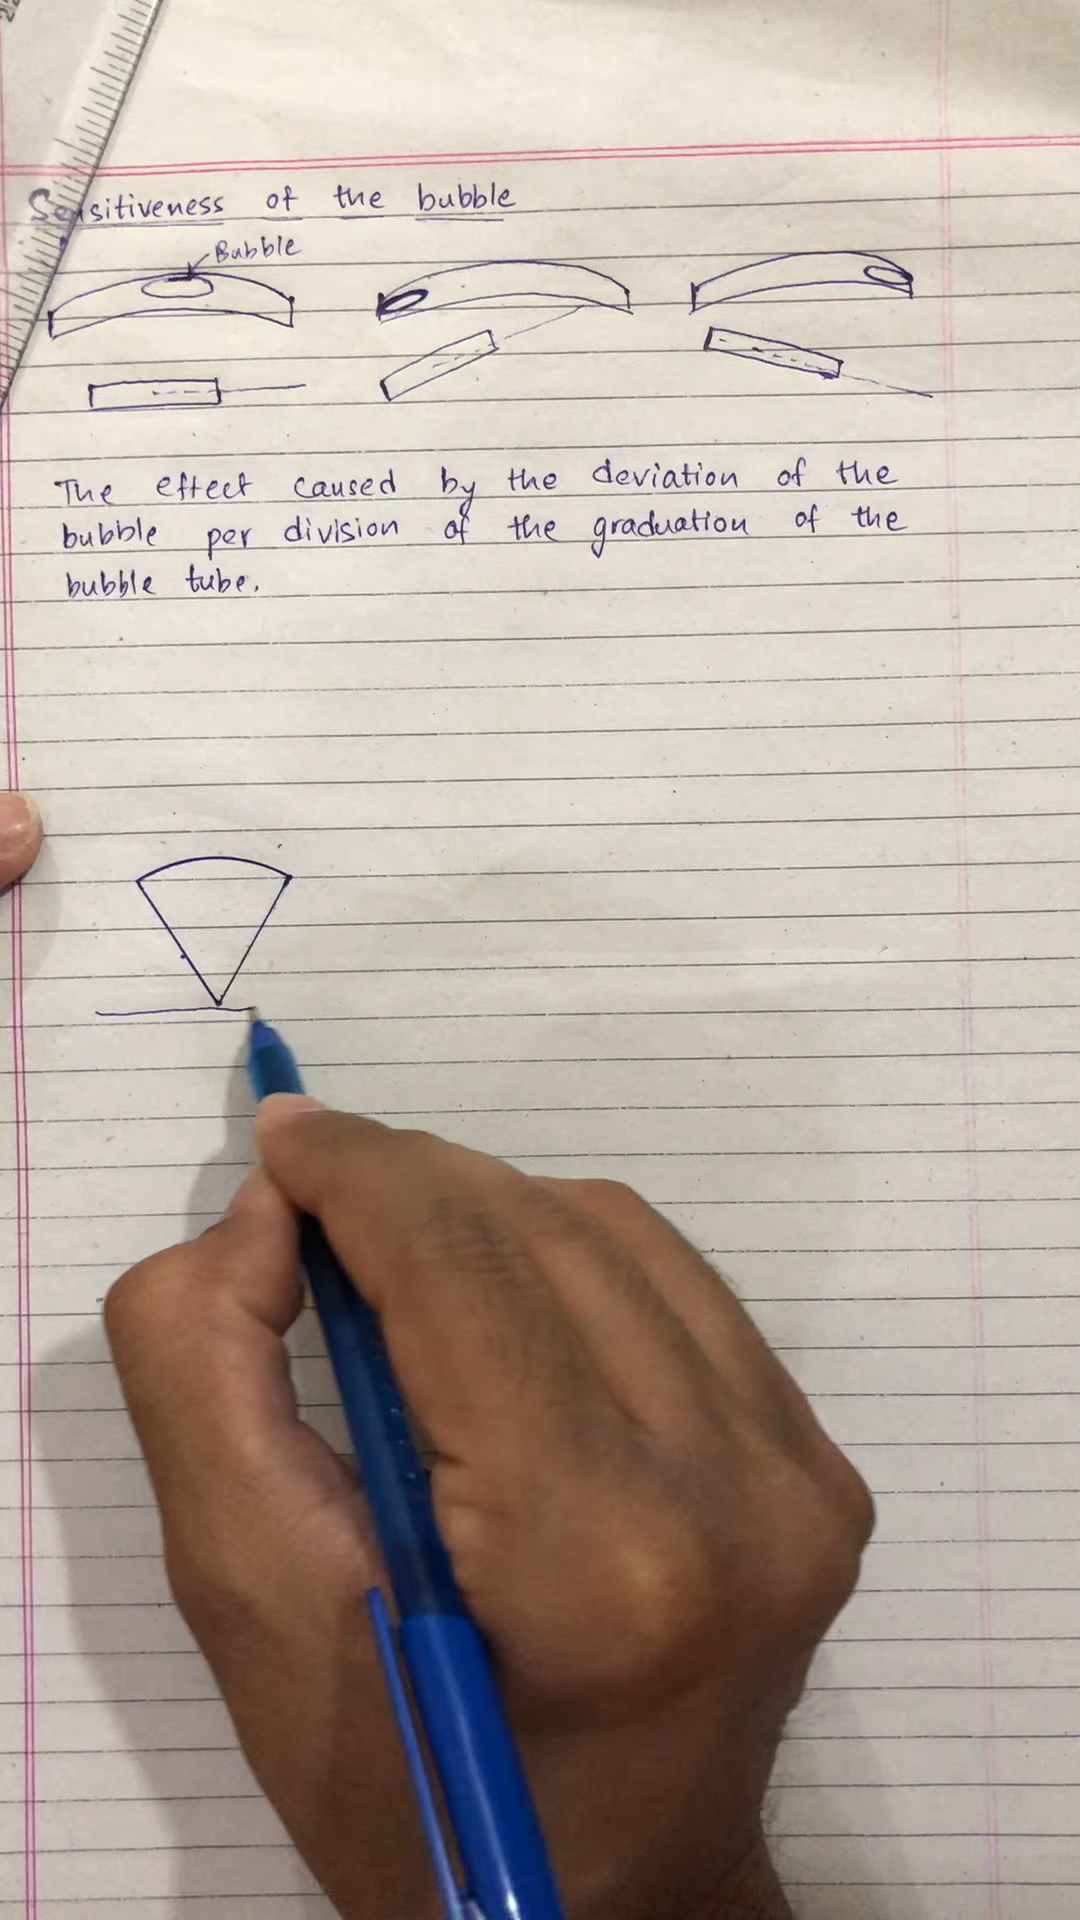 Sensitiveness of the bubble
Bubble
The effect caused by the deviation of the
bubble per division of the graduation of the
bubble tube.